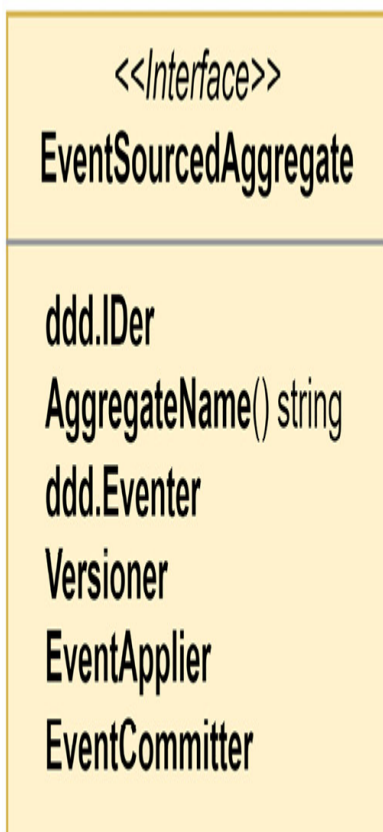 <<Interface>>
EventSourcedAggregate
ddd.IDer
AggregateName() string
ddd.Eventer
Versioner
EventApplier
EventCommitter